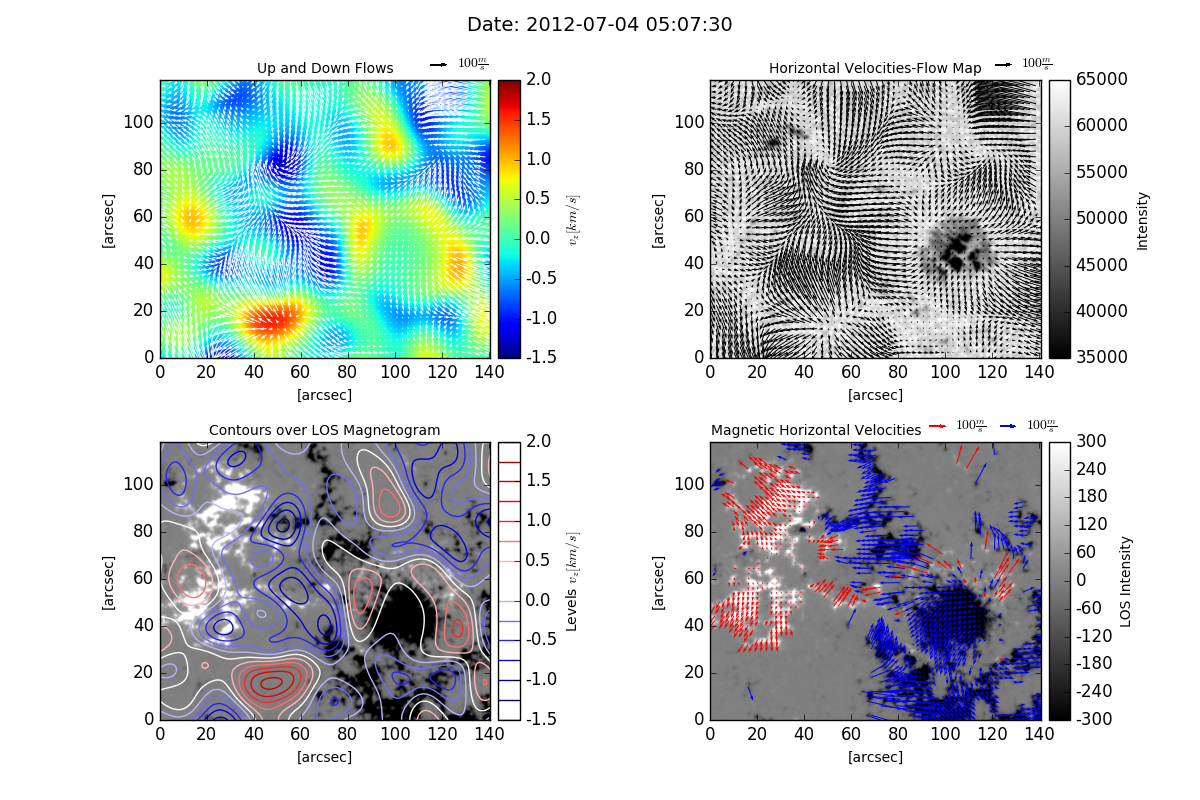 Date: 2012-07-04 05:07:30
Up and Down Flows
100 m/s
[arcsec]
0 20 40 60 80 100
0 20 40 60 80 100 120 140
[arcsec]
2.0
1.5
1.0
0.5
0.0
-0.5
-1.0
-1.5
v_z[km/s]
Horizontal Velocities-Flow Map
100 m/s
[arcsec]
0 20 40 60 80 100
0 20 40 60 80 100 120 140
[arcsec]
65000
60000
55000
50000
45000
40000
35000
Intensity
Contours over LOS Magnetogram
[arcsec]
0 20 40 60 80 100
0 20 40 60 80 100 120 140
[arcsec]
2.0
1.5
1.0
0.5
0.0
-0.5
-1.0
-1.5
Levels v_z[km/s]
Magnetic Horizontal Velocities
100 m/s
100 m/s
[arcsec]
0 20 40 60 80 100
0 20 40 60 80 100 120 140
[arcsec]
300
240
180
120
60
0
-60
-120
-180
-240
-300
LOS Intensity